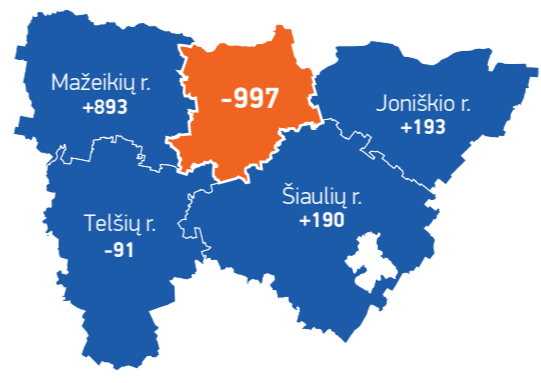 Mažeikių r.
+893
-997
Joniškio r.
+193
Šiaulių r.
+190
Telšių r.
-91